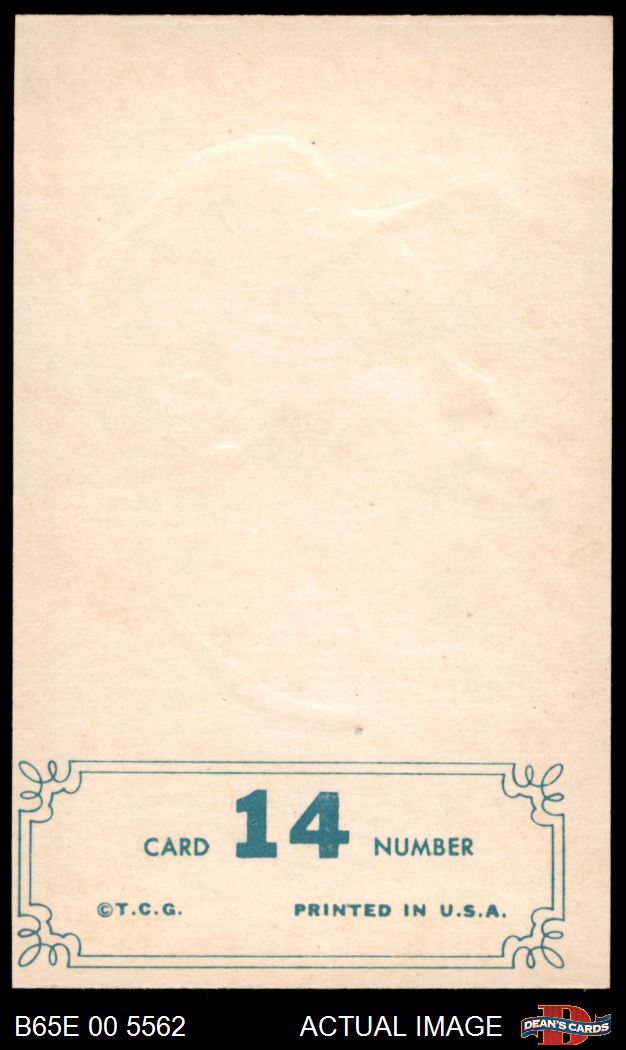 CARD 14 NUMBER
©T.C.G. PRINTED IN U.S.A.
B65E 00 5562 ACTUAL IMAGE DEAN'S CARDS